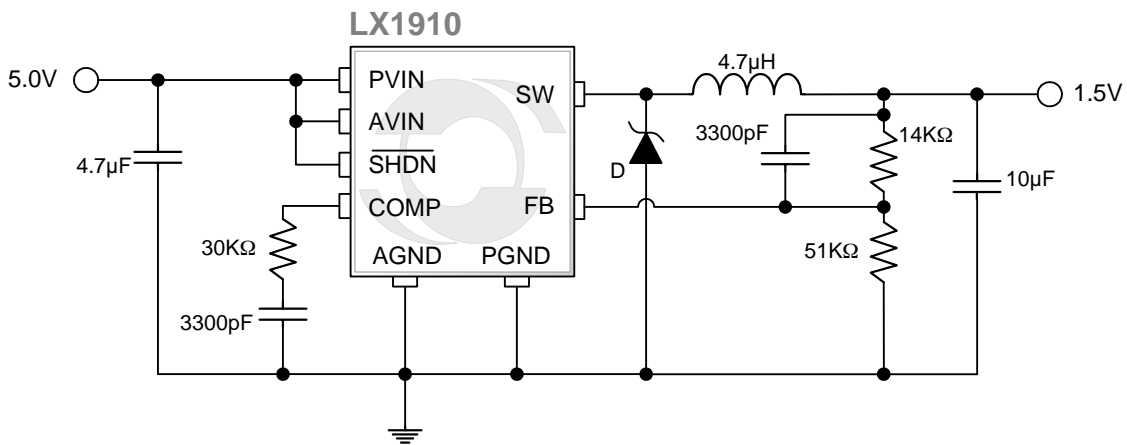 LX1910
5.0V
PVIN
AVIN
SHDN
COMP
SW
FB
AGND
PGND
4.7µF
30KΩ
3300pF
D
4.7µH
3300pF
14KΩ
51KΩ
10µF
1.5V